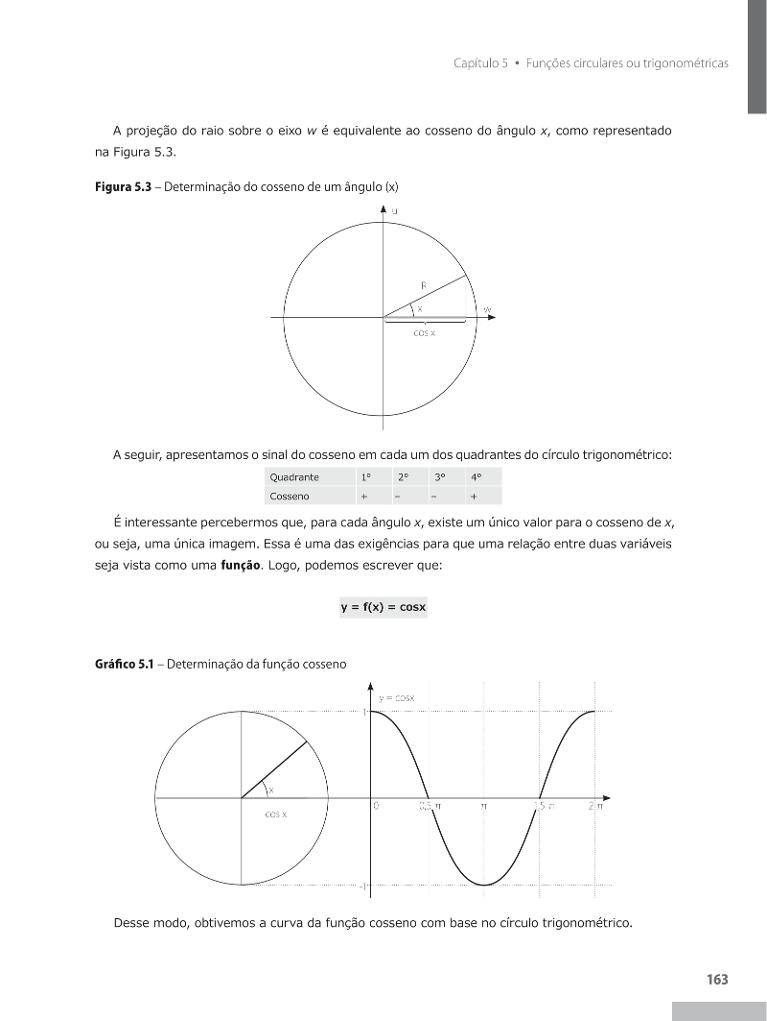 Capítulo 5 • Funções circulares ou trigonométricas
A projeção do raio sobre o eixo w é equivalente ao cosseno do ângulo x, como representado
na Figura 5.3.
Figura 5.3 – Determinação do cosseno de um ângulo (x)
u
R
x
w
cos x
A seguir, apresentamos o sinal do cosseno em cada um dos quadrantes do círculo trigonométrico:
Quadrante 1º 2º 3º 4º
Cosseno + – – +
É interessante percebermos que, para cada ângulo x, existe um único valor para o cosseno de x,
ou seja, uma única imagem. Essa é uma das exigências para que uma relação entre duas variáveis
seja vista como uma função. Logo, podemos escrever que:
y = f(x) = cosx
Gráfico 5.1 – Determinação da função cosseno
y = cosx
1
x
0 0,5 π π 1,5 π 2 π
cos x
-1
Desse modo, obtivemos a curva da função cosseno com base no círculo trigonométrico.
163